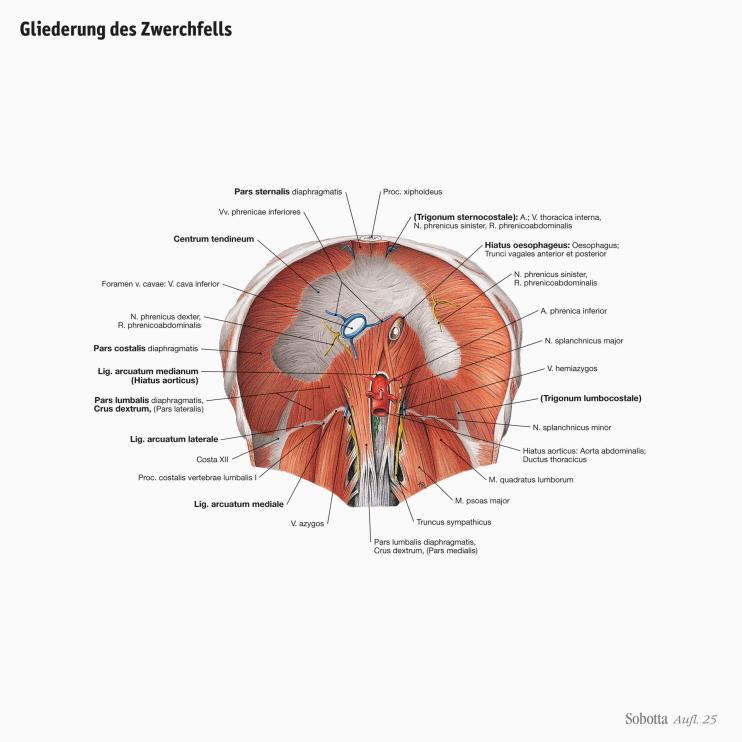 Gliederung des Zwerchfells
Pars sternalis diaphragmatis
Proc. xiphoideus
Vv. phrenicae inferiores
(Trigonum sternocostale): A.; V. thoracica interna,
N. phrenicus sinister, R. phrenicoabdominalis
Centrum tendineum
Hiatus oesophageus: Oesophagus;
Trunci vagales anterior et posterior
Foramen v. cavae: V. cava inferior
N. phrenicus sinister,
R. phrenicoabdominalis
N. phrenicus dexter,
R. phrenicoabdominalis
A. phrenica inferior
Pars costalis diaphragmatis
N. splanchnicus major
Lig. arcuatum medianum
(Hiatus aorticus)
V. hemiazygos
Pars lumbalis diaphragmatis,
Crus dextrum, (Pars lateralis)
(Trigonum lumbocostale)
N. splanchnicus minor
Lig. arcuatum laterale
Hiatus aorticus: Aorta abdominalis;
Ductus thoracicus
Costa XII
Proc. costalis vertebrae lumbalis I
M. quadratus lumborum
Lig. arcuatum mediale
M. psoas major
V. azygos
Truncus sympathicus
Pars lumbalis diaphragmatis,
Crus dextrum, (Pars medialis)
Sobotta Aufl. 25